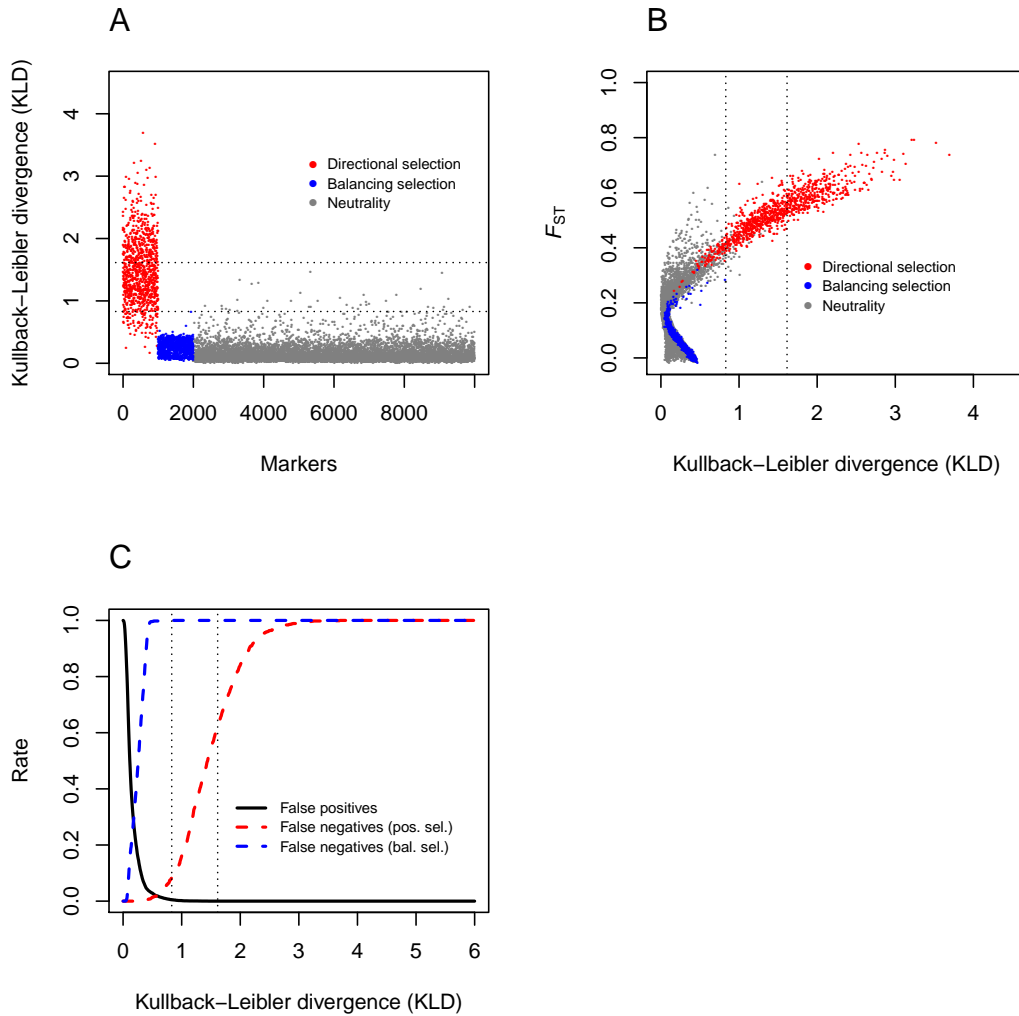 A
Kullback–Leibler divergence (KLD)
4
3
2
1
0
Directional selection
Balancing selection
Neutrality
0 2000 4000 6000 8000
Markers
B
FST
1.0
0.8
0.6
0.4
0.2
0.0
Directional selection
Balancing selection
Neutrality
0 1 2 3 4
Kullback–Leibler divergence (KLD)
C
Rate
1.0
0.8
0.6
0.4
0.2
0.0
False positives
False negatives (pos. sel.)
False negatives (bal. sel.)
0 1 2 3 4 5 6
Kullback–Leibler divergence (KLD)